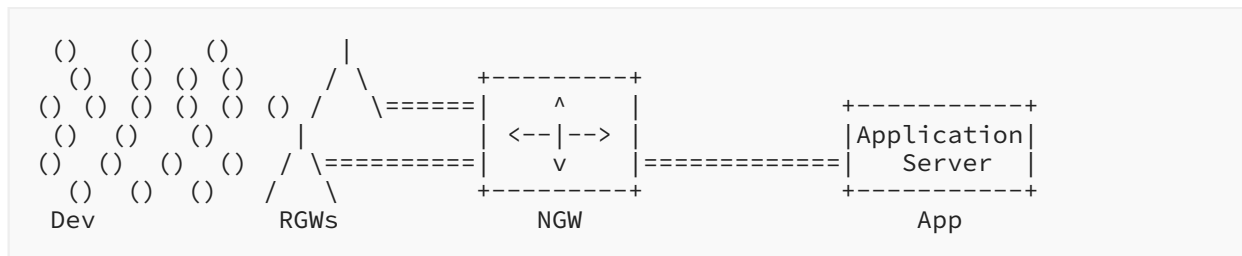 ()    ()    ()        |
()   () () ()     / \       +---------+
() () () () () () /   \======|    ^    |             +-----------+
()   ()    ()     |           | <--|--> |             |Application|
()   ()   ()   ()  / \==========|    v    |=============|   Server  |
()   ()   ()   /   \         +---------+             +-----------+
Dev            RGWs             NGW                      App